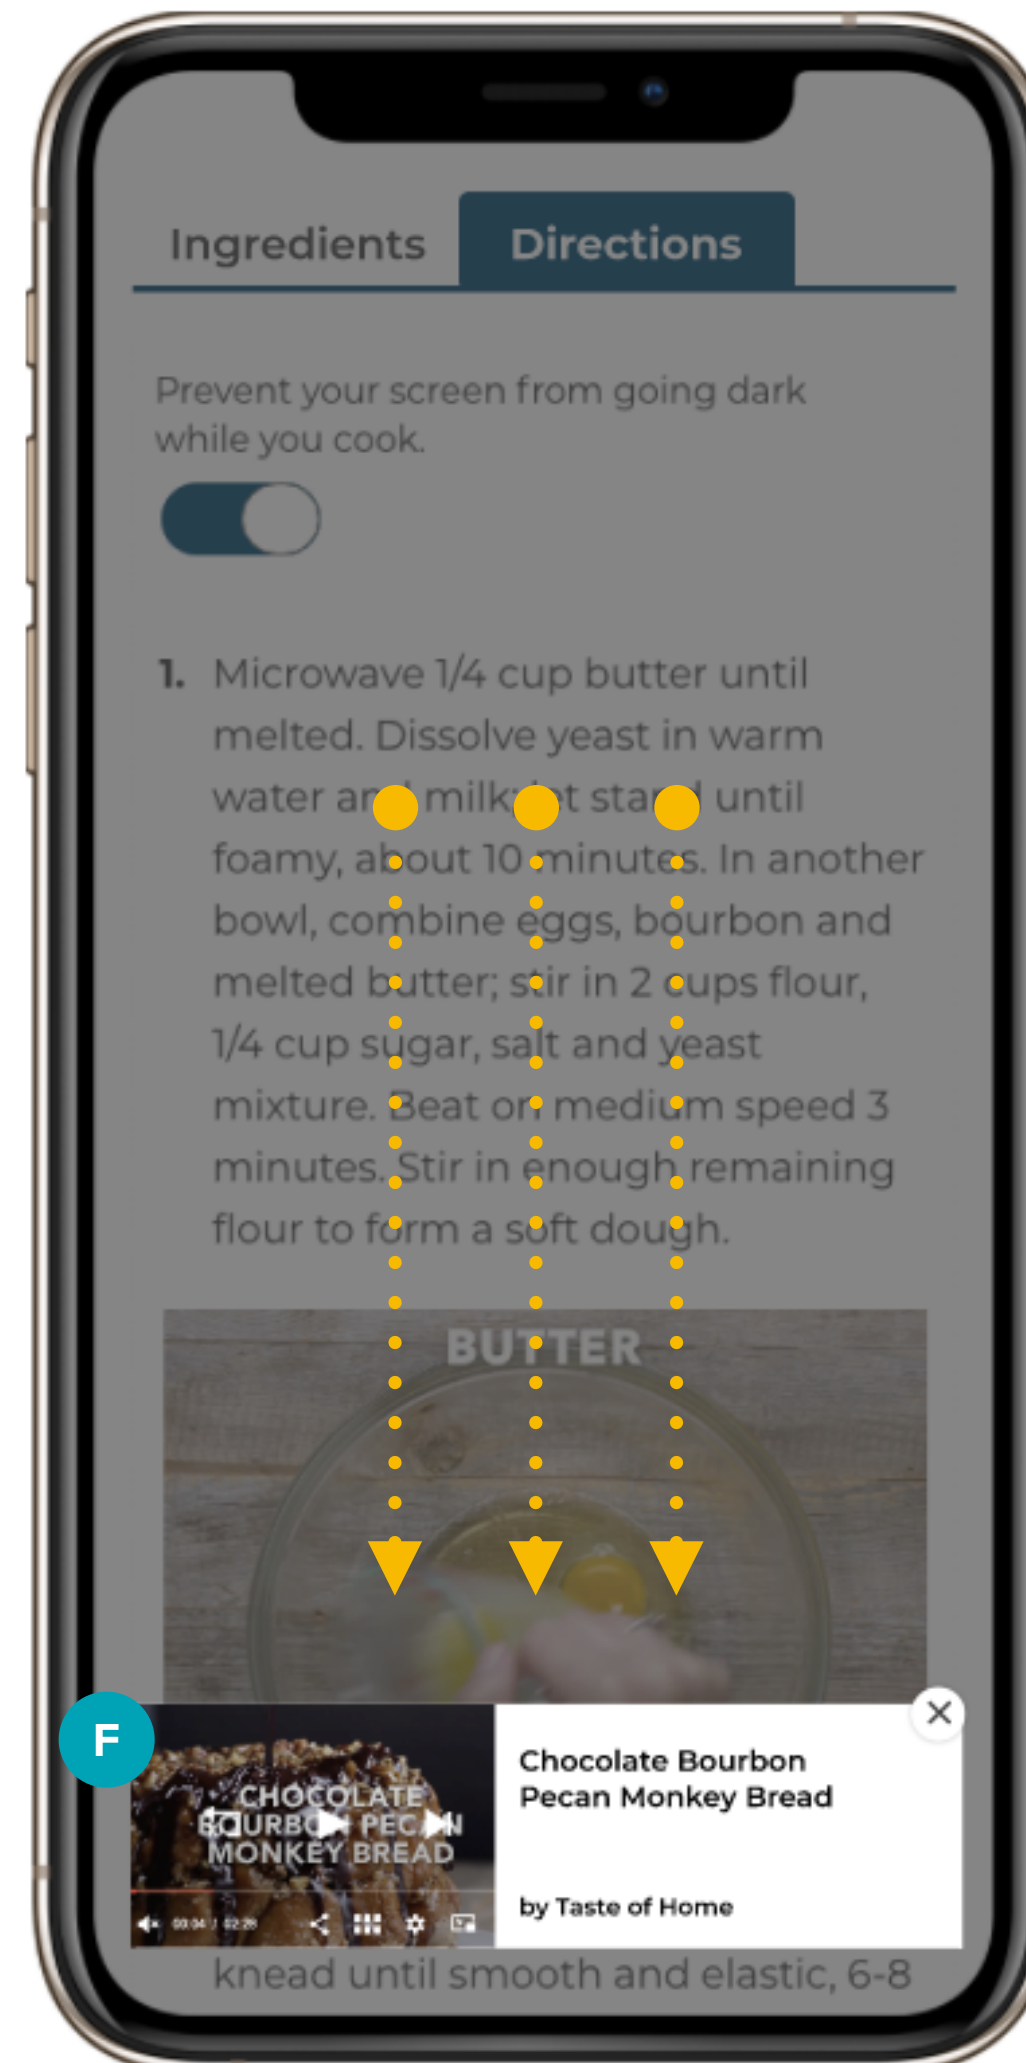 Ingredients
Directions
Prevent your screen from going dark
while you cook.
1. Microwave 1/4 cup butter until
melted. Dissolve yeast in warm
water and milk; let stand until
foamy, about 10 minutes. In another
bowl, combine eggs, bourbon and
melted butter; stir in 2 cups flour,
1/4 cup sugar, salt and yeast
mixture. Beat on medium speed 3
minutes. Stir in enough remaining
flour to form a soft dough.
BUTTER
F
CHOCOLATE
BOURBON PECAN
MONKEY BREAD
00:04 / 02:28
Chocolate Bourbon
Pecan Monkey Bread
by Taste of Home
knead until smooth and elastic, 6-8